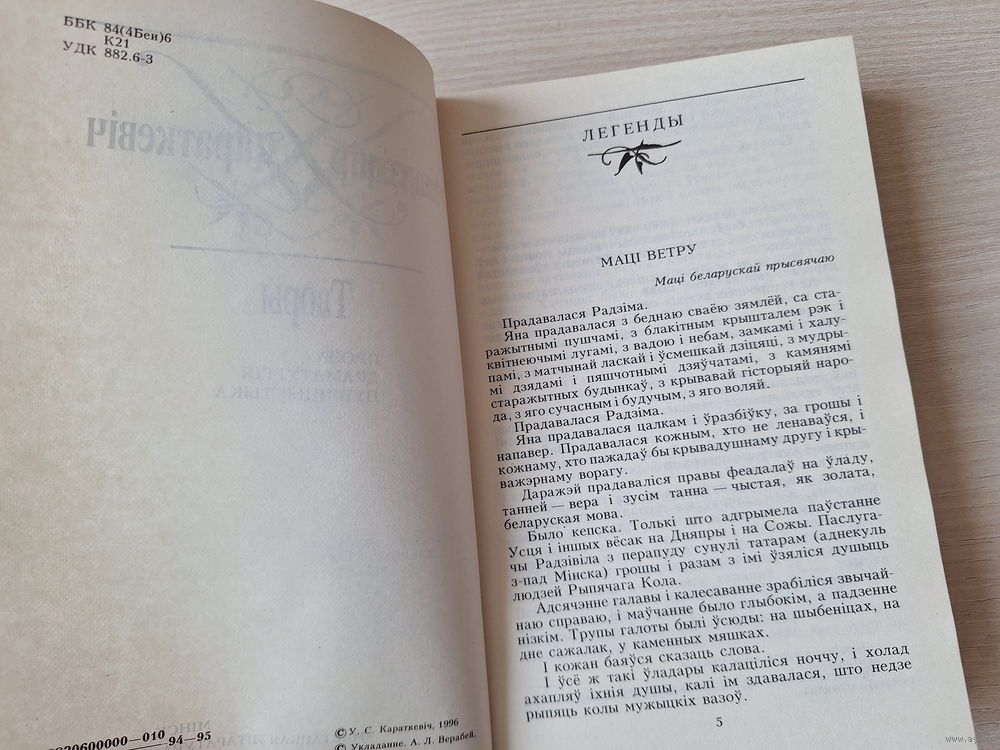 ББК 84(4Беи)6
К21
УДК 882.6-3
820600000—010
94—95
© У. С. Караткевіч, 1996
© Укладанне. А. Л. Верабей,
ЛЕГЕНДЫ
МАЦІ ВЕТРУ
Маці беларускай прысвячаю
Прадавалася Радзіма.
Яна прадавалася з беднаю сваёю зямлёй, са ста-
ражытнымі пушчамі, з блакітным крышталем рэк і
квітнеючымі лугамі, з вадою і небам, замкамі і халу-
памі, з матчынай ласкай і ўсмешкай дзіцяці, з мудры-
мі дзядамі і пяшчотнымі дзяўчатамі, з камянямі
старажытных будынкаў, з крывавай гісторыяй наро-
да, з яго сучасным і будучым, з яго воляй.
Прадавалася Радзіма.
Яна прадавалася цалкам і ўразбіўку, за грошы і
напавер. Прадавалася кожным, хто не ленаваўся, і
кожнаму, хто пажадаў бы крывадушнаму другу і кры-
важэрнаму ворагу.
Даражэй прадаваліся правы феадалаў на ўладу,
танней — вера і зусім танна — чыстая, як золата,
беларуская мова.
Было кепска. Толькі што адгрымела паўстанне
Усця і іншых вёсак на Дняпры і на Сожы. Паслуга-
чы Радзівіла з перапуду сунулі татарам (аднекуль
з-пад Мінска) грошы і разам з імі ўзяліся душыць
людзей Рыпячага Кола.
Адсячэнне галавы і калесаванне зрабіліся звычай-
наю справаю, і маўчанне было глыбокім, а падзенне
нізкім. Трупы галоты былі ўсюды: на шыбеніцах, на
дне сажалак, у каменных мяшках.
І кожан баяўся сказаць слова.
І ўсё ж такі ўладары калаціліся ноччу, і холад
ахапляў іхнія душы, калі ім здавалася, што недзе
рыпяць колы мужыцкіх вазоў.
5